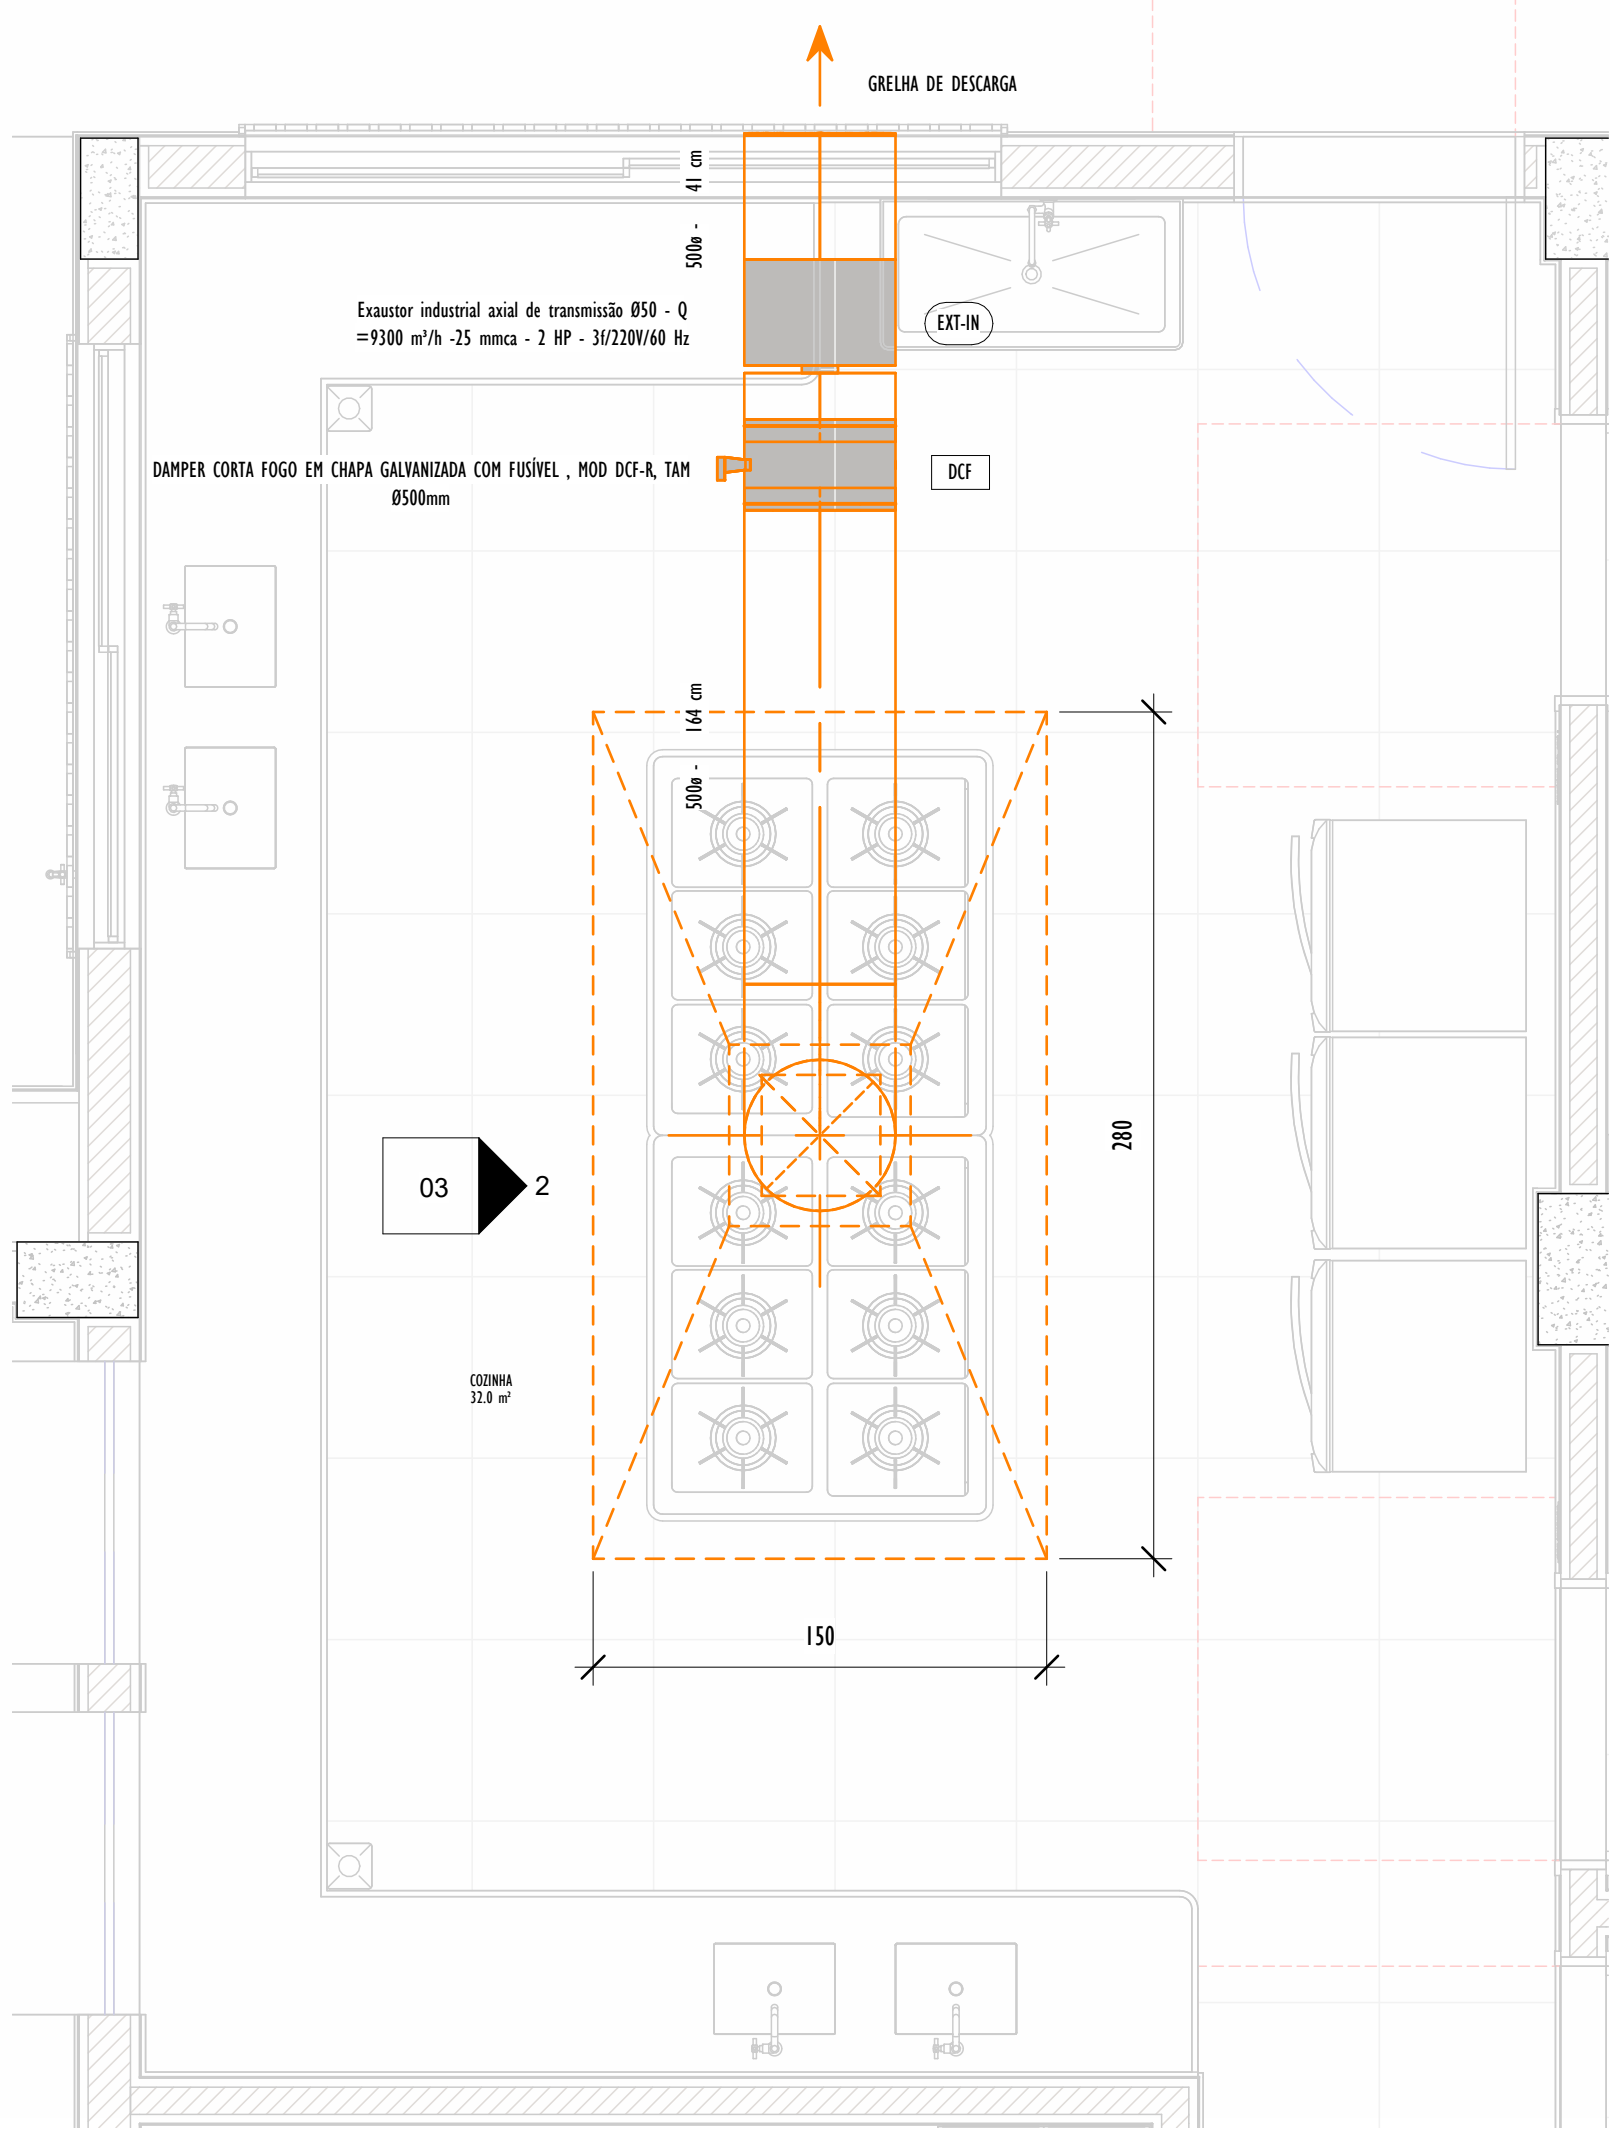 GRELHA DE DESCARGA
500ø - 41 cm
Exaustor industrial axial de transmissão Ø50 - Q
=9300 m³/h -25 mmca - 2 HP - 3f/220V/60 Hz
EXT-IN
DAMPER CORTA FOGO EM CHAPA GALVANIZADA COM FUSÍVEL , MOD DCF-R, TAM
Ø500mm
DCF
500ø - 164 cm
280
03
2
COZINHA
32.0 m²
150